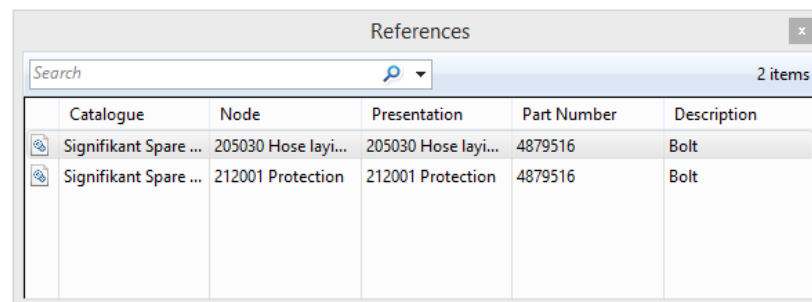 References
x
Search
2 items
Catalogue Node Presentation Part Number Description
Signifikant Spare ... 205030 Hose layi... 205030 Hose layi... 4879516 Bolt
Signifikant Spare ... 212001 Protection 212001 Protection 4879516 Bolt